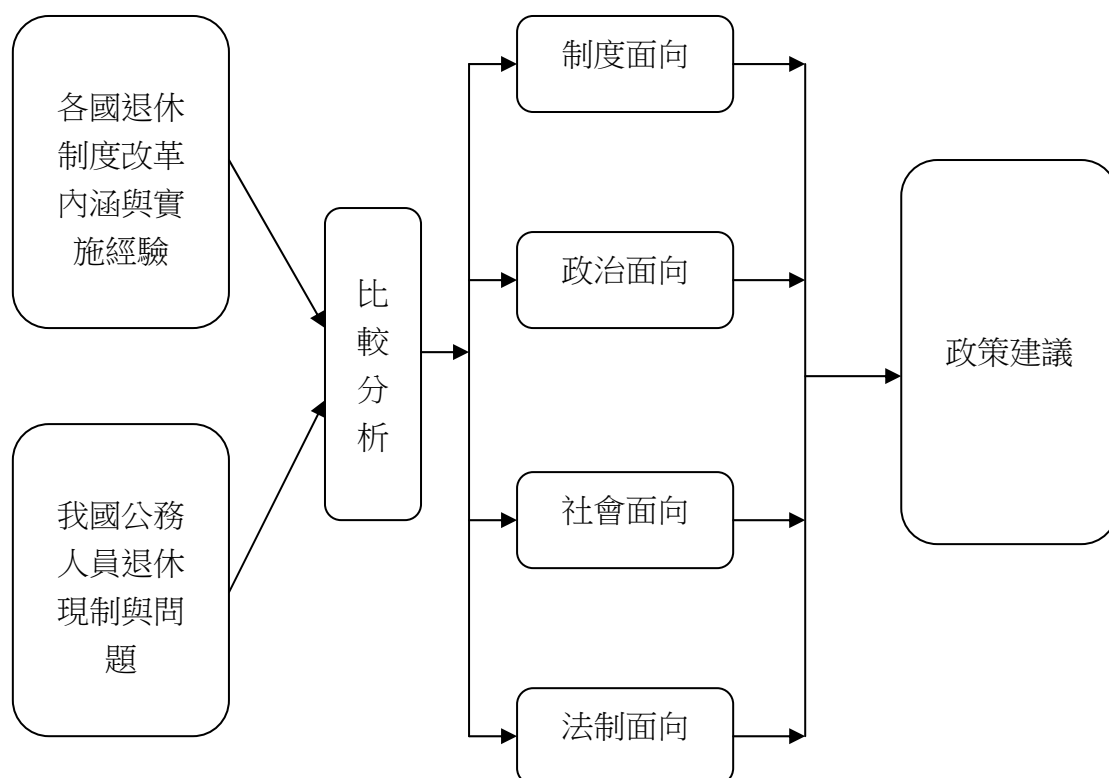 各國退休
制度改革
內涵與實
施經驗
我國公務
人員退休
現制與問
題
比
較
分
析
制度面向
政治面向
社會面向
法制面向
政策建議